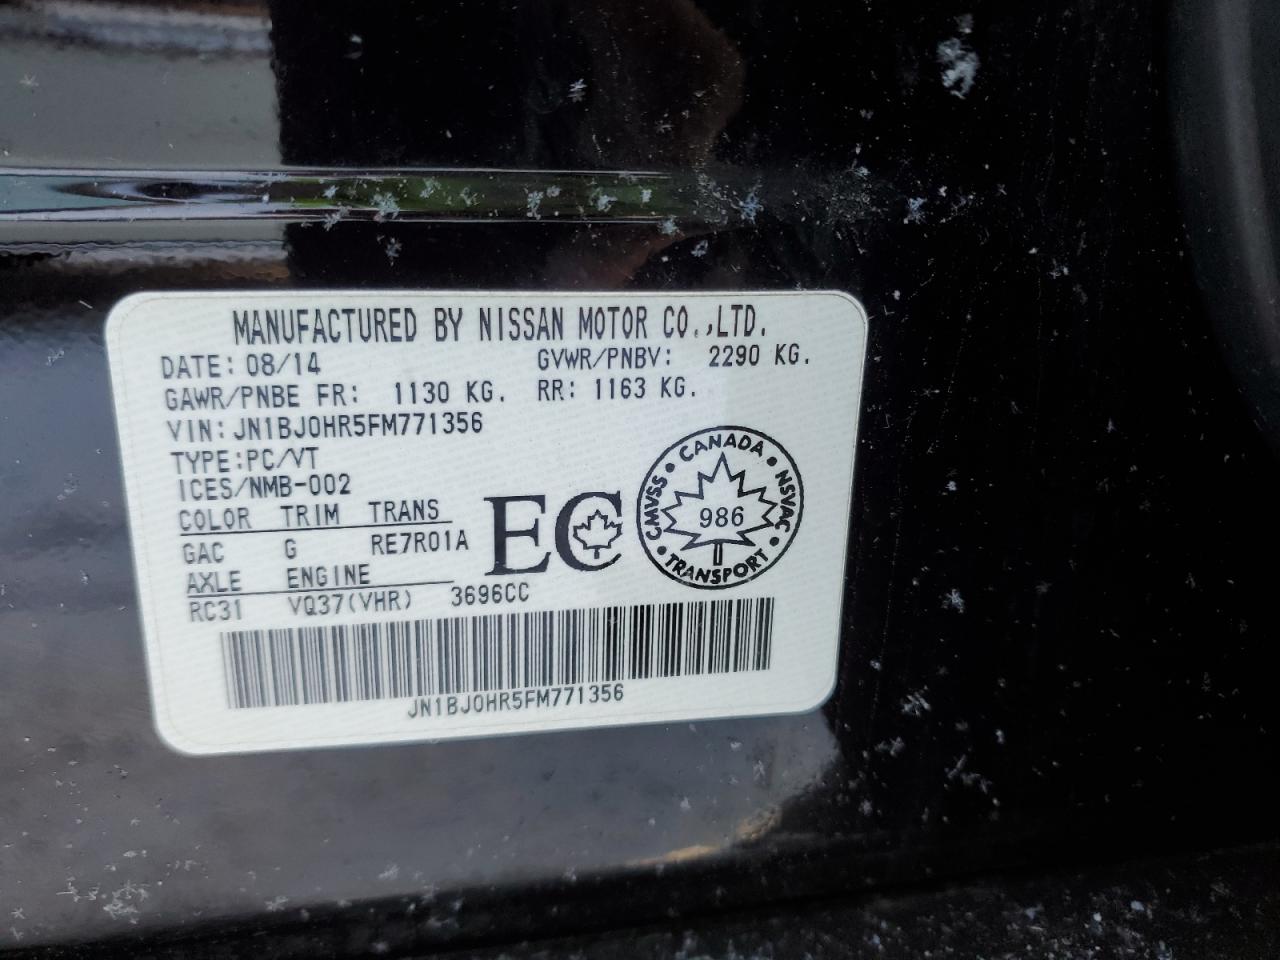 MANUFACTURED BY NISSAN MOTOR CO.,LTD.
DATE: 08/14 GVWR/PNBV: 2290 KG.
GAWR/PNBE FR: 1130 KG. RR: 1163 KG.
VIN: JN1BJ0HR5FM771356
TYPE:PC/VT
ICES/NMB-002
COLOR TRIM TRANS
GAC G RE7R01A
AXLE ENGINE
RC31 VQ37(VHR) 3696CC
EC
CANADA
CMVSS NSVAC
986
TRANSPORT
JN1BJ0HR5FM771356